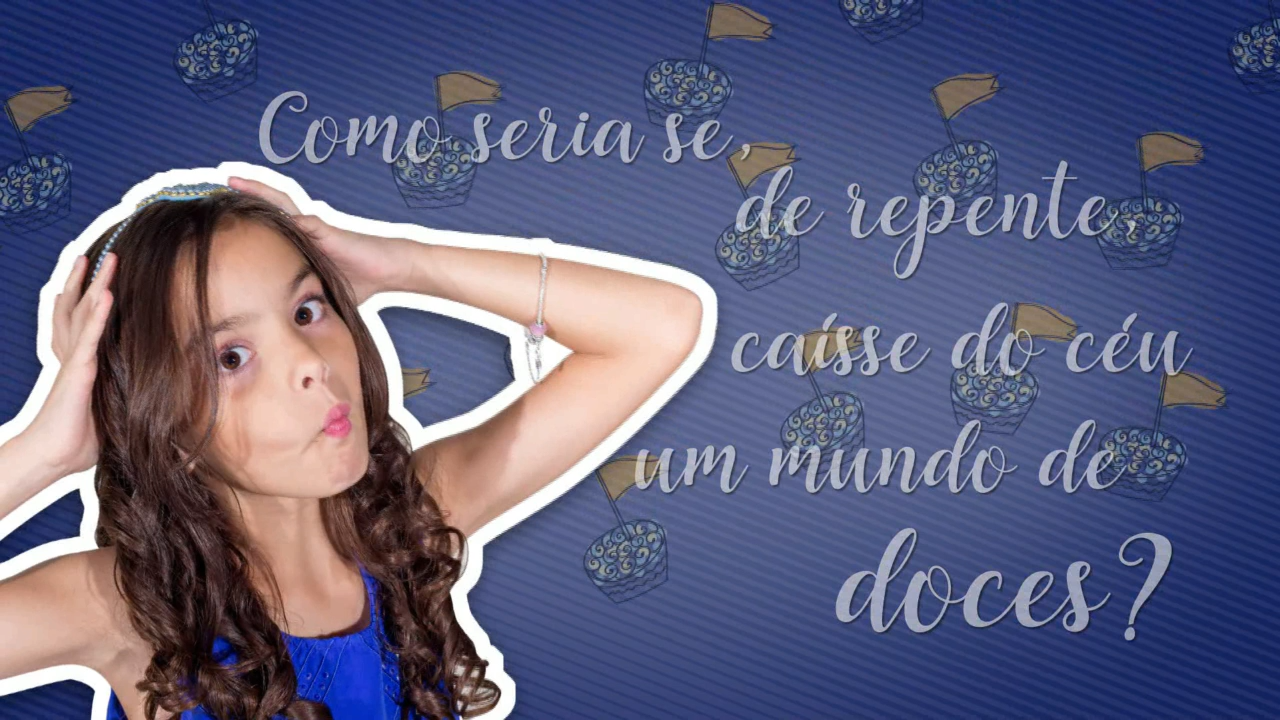 Como seria se,
de repente,
caísse do céu
um mundo de
doces?